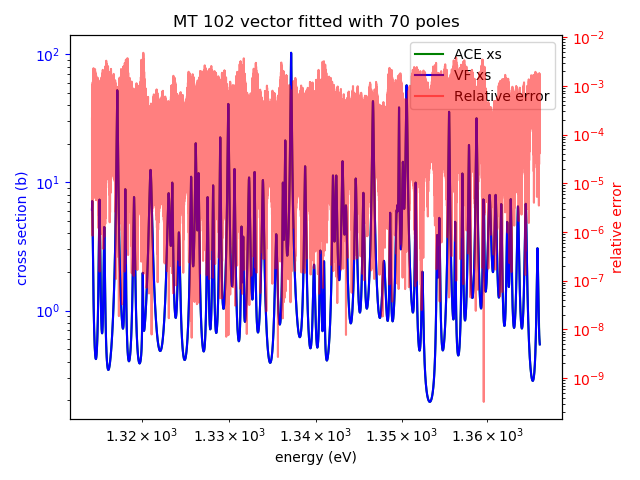 MT 102 vector fitted with 70 poles
ACE xs
VF xs
Relative error
10²
10¹
10⁰
cross section (b)
10⁻²
10⁻³
10⁻⁴
10⁻⁵
10⁻⁶
10⁻⁷
10⁻⁸
10⁻⁹
relative error
1.32 × 10³ 1.33 × 10³ 1.34 × 10³ 1.35 × 10³ 1.36 × 10³
energy (eV)